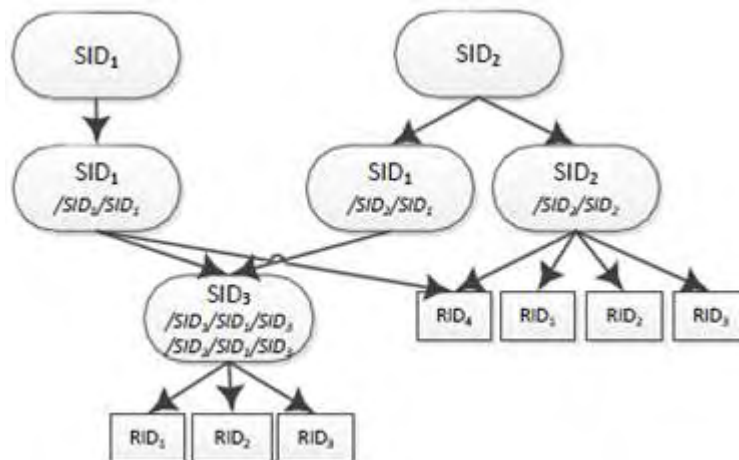 SID₁
SID₂
SID₁
/SID₁/SID₁
SID₁
/SID₂/SID₁
SID₂
/SID₂/SID₂
SID₃
/SID₁/SID₁/SID₃
/SID₂/SID₁/SID₃
RID₄
RID₁
RID₂
RID₃
RID₁
RID₂
RID₃